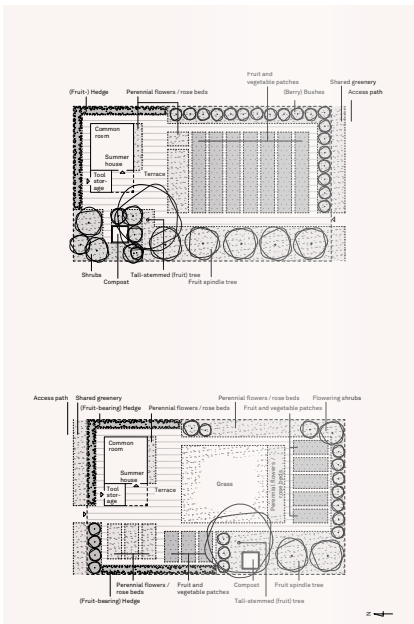 Fruit and
vegetable patches
Shared greenery
(Fruit-) Hedge
Perennial flowers / rose beds
(Berry) Bushes
Access path
Common
room
Summer
house
Tool
stor-
age
Terrace
Shrubs
Compost
Tall-stemmed (fruit) tree
Fruit spindle tree
Access path
Shared greenery
Perennial flowers / rose beds
Flowering shrubs
(Fruit-bearing) Hedge
Perennial flowers / rose beds
Fruit and vegetable patches
Common
room
Summer
house
Tool
stor-
age
Terrace
Grass
Perennial flowers /
rose beds
Perennial flowers /
rose beds
Fruit and
vegetable patches
Compost
Fruit spindle tree
(Fruit-bearing) Hedge
Tall-stemmed (fruit) tree
N